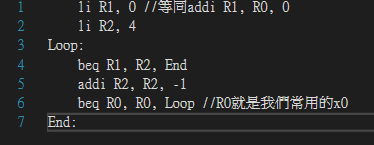 1 li R1, 0 //等同addi R1, R0, 0
2 li R2, 4
3 Loop:
4 beq R1, R2, End
5 addi R2, R2, -1
6 beq R0, R0, Loop //R0就是我們常用的x0
7 End: